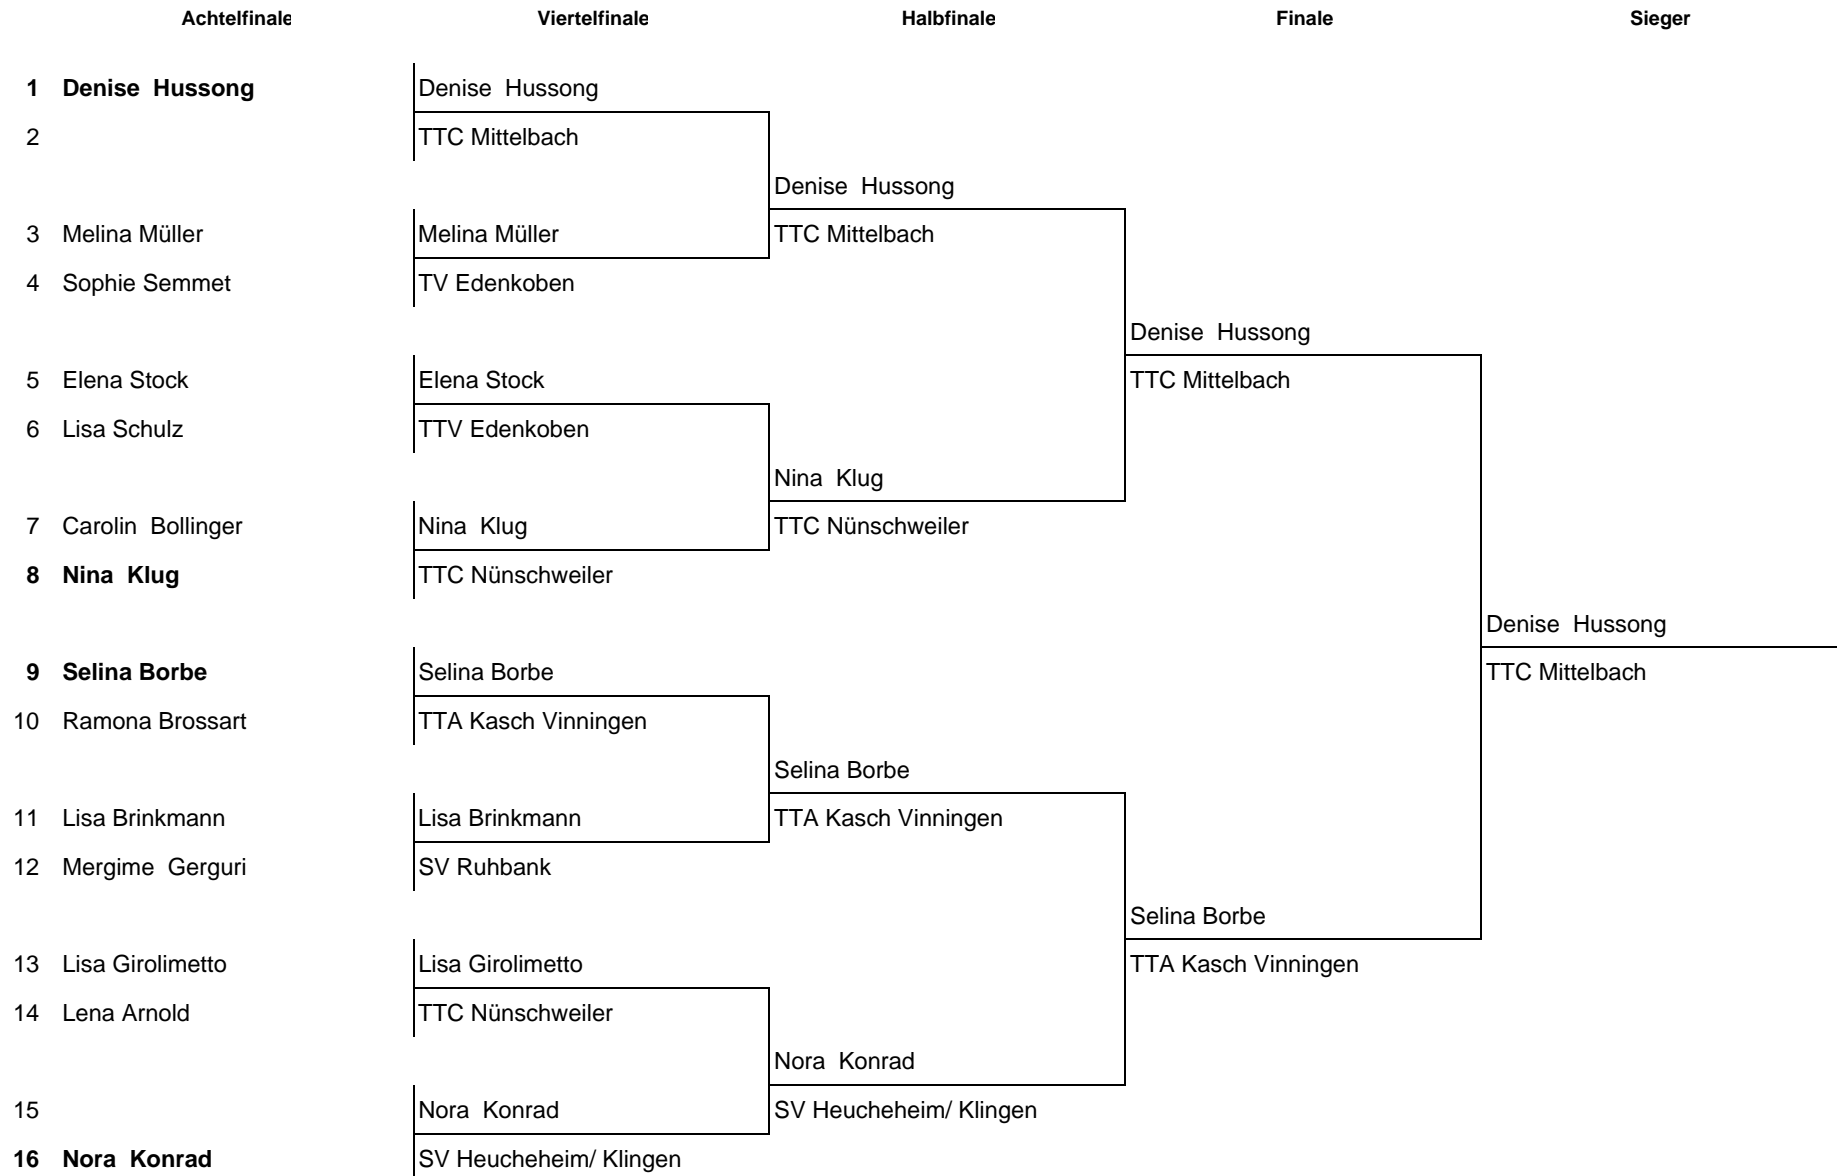 Achtelfinale Viertelfinale Halbfinale Finale Sieger
1 Denise Hussong Denise Hussong
2 TTC Mittelbach
Denise Hussong
3 Melina Müller Melina Müller TTC Mittelbach
4 Sophie Semmet TV Edenkoben
Denise Hussong
5 Elena Stock Elena Stock TTC Mittelbach
6 Lisa Schulz TTV Edenkoben
Nina Klug
7 Carolin Bollinger Nina Klug TTC Nünschweiler
8 Nina Klug TTC Nünschweiler
Denise Hussong
9 Selina Borbe Selina Borbe TTC Mittelbach
10 Ramona Brossart TTA Kasch Vinningen
Selina Borbe
11 Lisa Brinkmann Lisa Brinkmann TTA Kasch Vinningen
12 Mergime Gerguri SV Ruhbank
Selina Borbe
13 Lisa Girolimetto Lisa Girolimetto TTA Kasch Vinningen
14 Lena Arnold TTC Nünschweiler
Nora Konrad
15 Nora Konrad SV Heucheheim/ Klingen
16 Nora Konrad SV Heucheheim/ Klingen